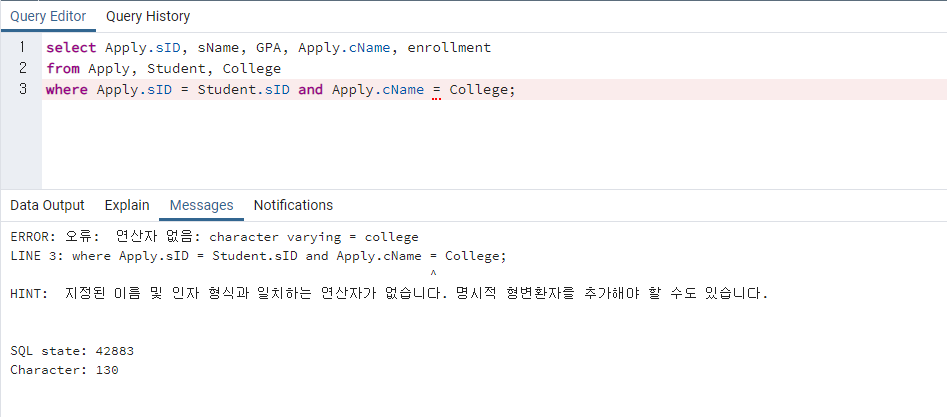 Query Editor Query History
1 select Apply.sID, sName, GPA, Apply.cName, enrollment
2 from Apply, Student, College
3 where Apply.sID = Student.sID and Apply.cName = College;
Data Output Explain Messages Notifications
ERROR: 오류:  연산자 없음: character varying = college
LINE 3: where Apply.sID = Student.sID and Apply.cName = College;
^
HINT:  지정된 이름 및 인자 형식과 일치하는 연산자가 없습니다. 명시적 형변환자를 추가해야 할 수도 있습니다.
SQL state: 42883
Character: 130